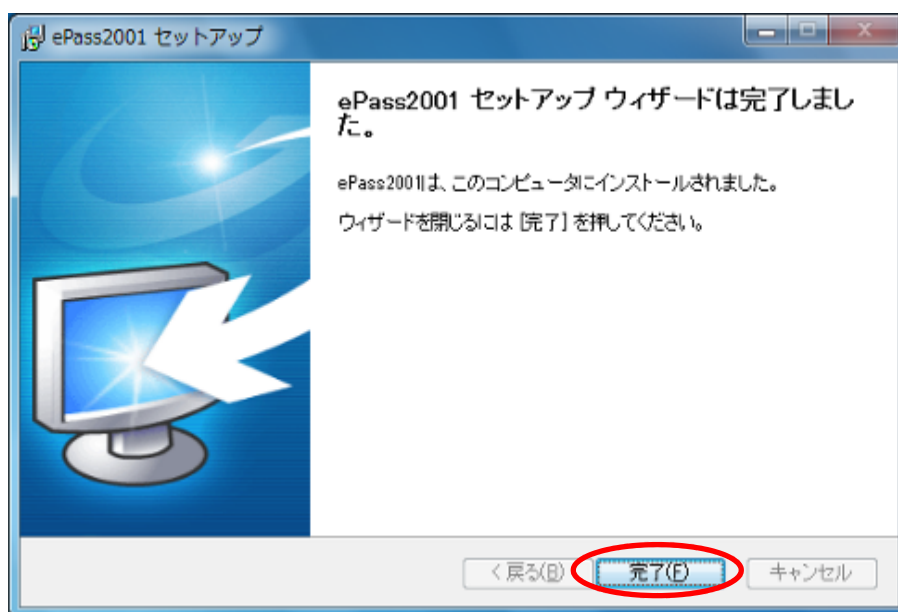 ePass2001 セットアップ
ePass2001 セットアップ ウィザードは完了しまし
た。
ePass2001は、このコンピュータにインストールされました。
ウィザードを閉じるには [完了] を押してください。
< 戻る(B) 完了(F) キャンセル